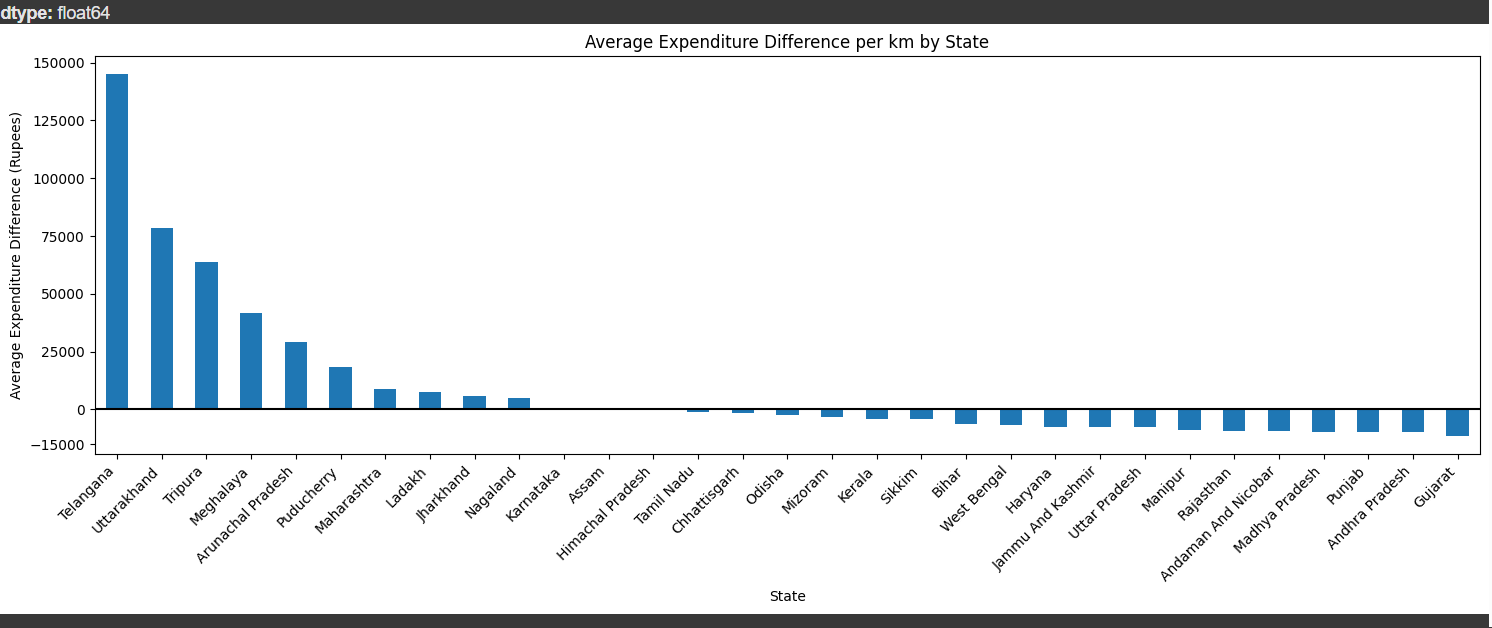 dtype: float64
Average Expenditure Difference per km by State
Average Expenditure Difference (Rupees)
150000
125000
100000
75000
50000
25000
0
−15000
Telangana
Uttarakhand
Tripura
Meghalaya
Arunachal Pradesh
Puducherry
Maharashtra
Ladakh
Jharkhand
Nagaland
Karnataka
Assam
Himachal Pradesh
Tamil Nadu
Chhattisgarh
Odisha
Mizoram
Kerala
Sikkim
Bihar
West Bengal
Haryana
Jammu And Kashmir
Uttar Pradesh
Manipur
Rajasthan
Andaman And Nicobar
Madhya Pradesh
Punjab
Andhra Pradesh
Gujarat
State